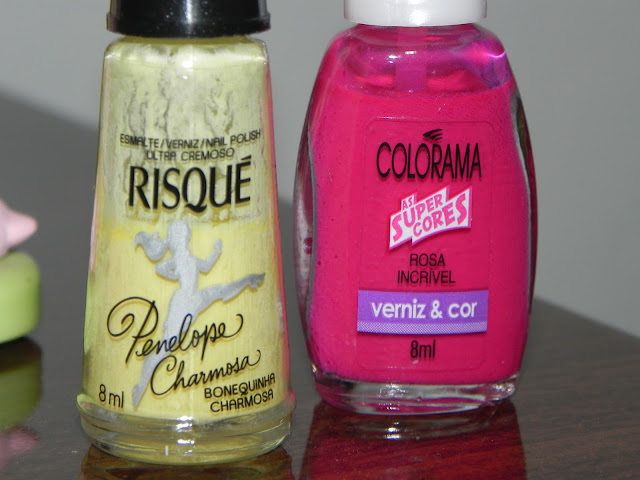 ESMALTE/VERNIZ/NAIL POLISH
ULTRA CREMOSO
RISQUÉ
Penelope
Charmosa
8 ml
BONEQUINHA
CHARMOSA
COLORAMA
AS
SUPER
CORES
ROSA
INCRÍVEL
verniz & cor
8ml